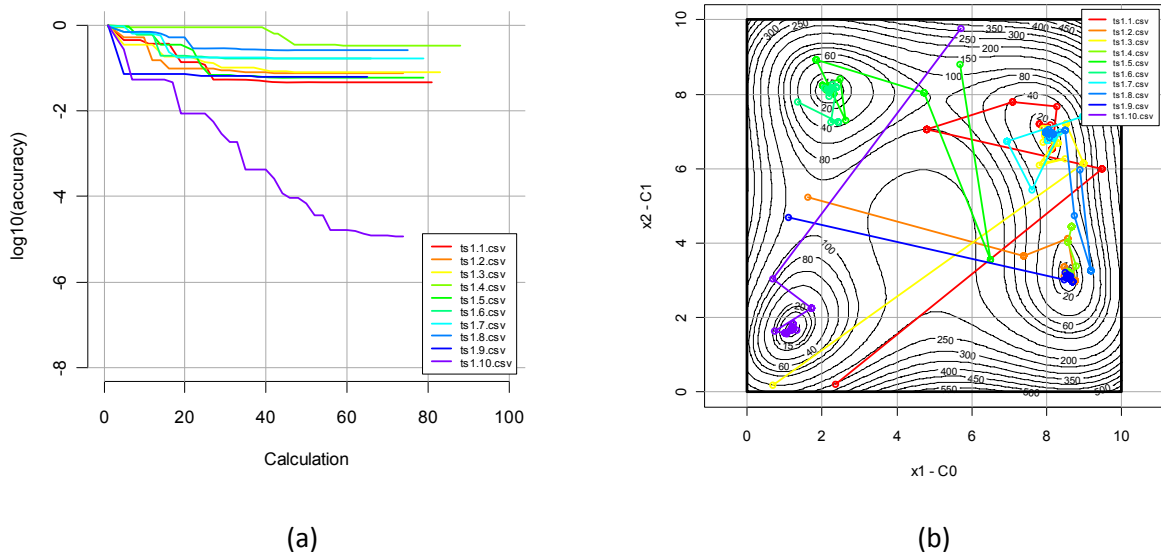 0
-2
-4
-6
-8
log10(accuracy)
0 20 40 60 80 100
Calculation
ts1.1.csv
ts1.2.csv
ts1.3.csv
ts1.4.csv
ts1.5.csv
ts1.6.csv
ts1.7.csv
ts1.8.csv
ts1.9.csv
ts1.10.csv
(a)
10
8
6
4
2
0
x2 - C1
0 2 4 6 8 10
x1 - C0
ts1.1.csv
ts1.2.csv
ts1.3.csv
ts1.4.csv
ts1.5.csv
ts1.6.csv
ts1.7.csv
ts1.8.csv
ts1.9.csv
ts1.10.csv
300
250
150
100
60
20
40
80
350
250
150
100
80
40
20
400
450
100
80
20
15
40
60
20
60
100
200
350
250
300
400
550
(b)